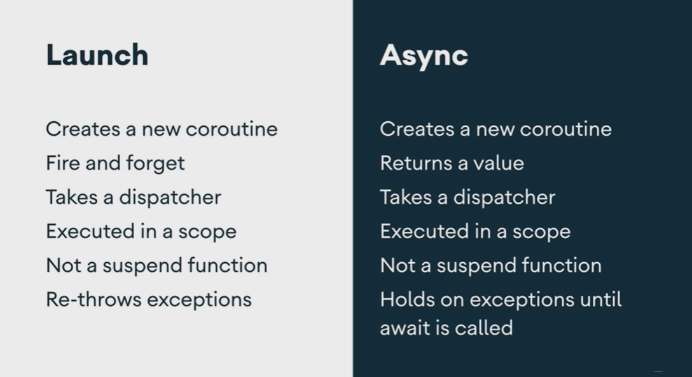 Launch
Creates a new coroutine
Fire and forget
Takes a dispatcher
Executed in a scope
Not a suspend function
Re-throws exceptions
Async
Creates a new coroutine
Returns a value
Takes a dispatcher
Executed in a scope
Not a suspend function
Holds on exceptions until
await is called